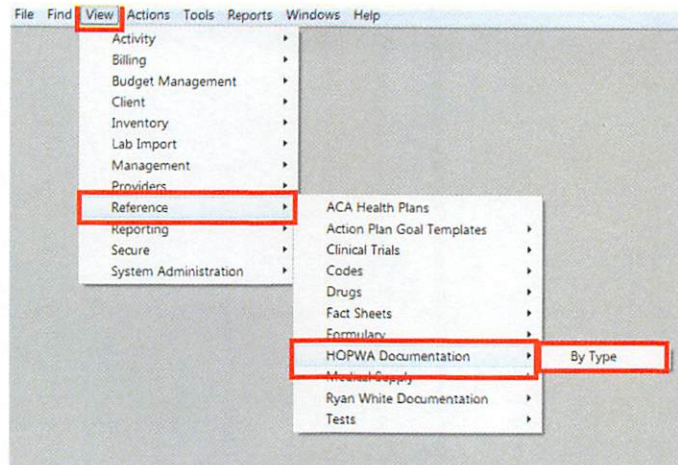 File Find View Actions Tools Reports Windows Help
Activity
Billing
Budget Management
Client
Inventory
Lab Import
Management
Providers
Reference
Reporting
Secure
System Administration
ACA Health Plans
Action Plan Goal Templates
Clinical Trials
Codes
Drugs
Fact Sheets
Formulary
HOPWA Documentation
By Type
Medical Supply
Ryan White Documentation
Tests